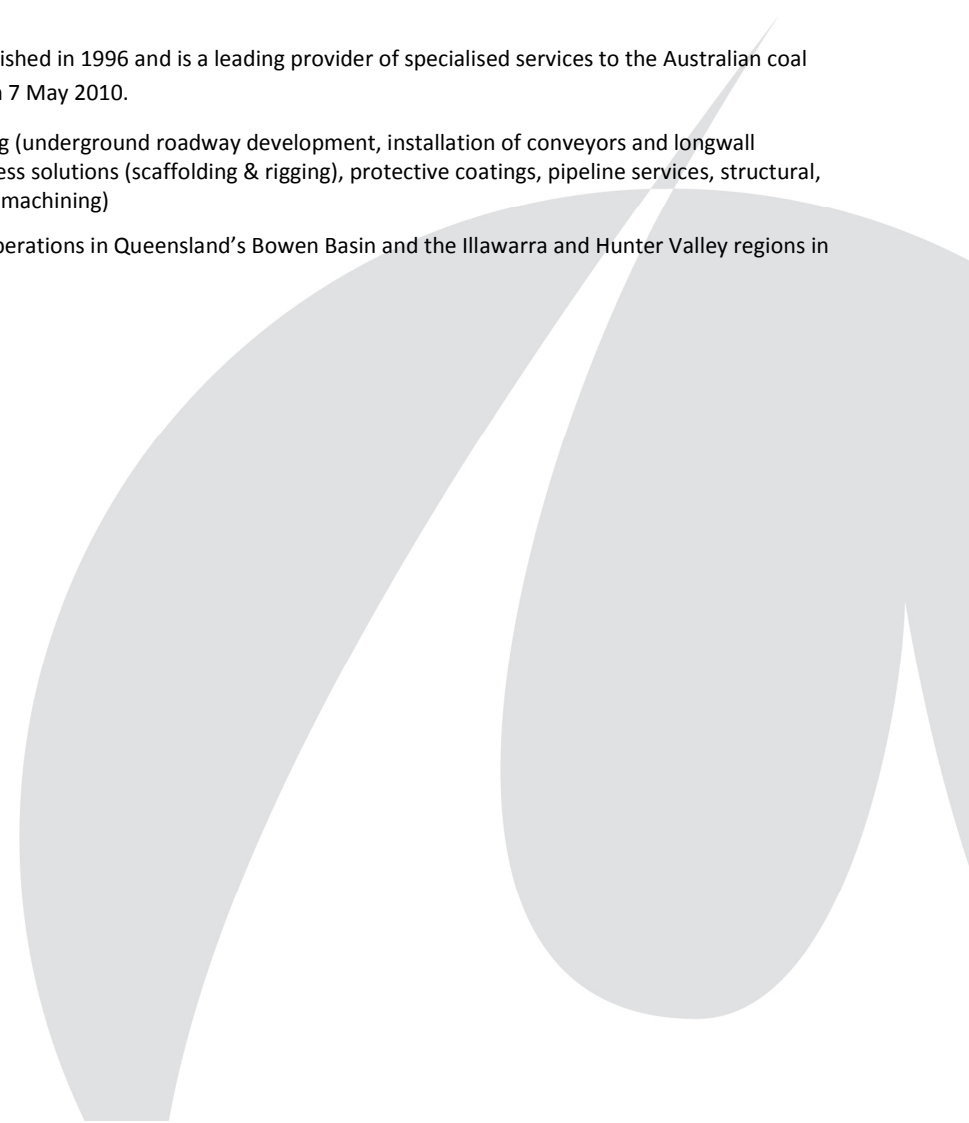 ished in 1996 and is a leading provider of specialised services to the Australian coal
7 May 2010.
g (underground roadway development, installation of conveyors and longwall
ess solutions (scaffolding & rigging), protective coatings, pipeline services, structural,
machining)
perations in Queensland’s Bowen Basin and the Illawarra and Hunter Valley regions in